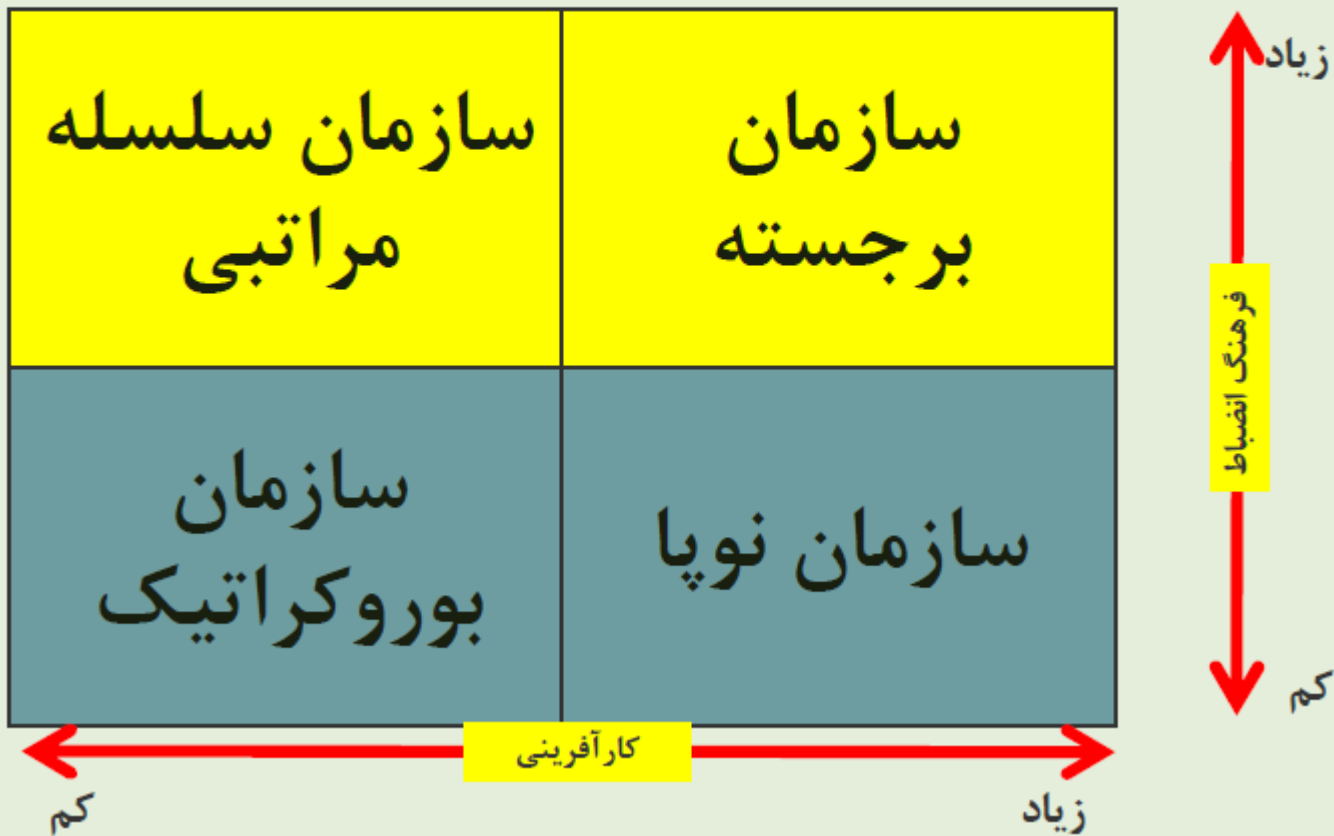 سازمان
برجسته
سازمان سلسله
مراتبی
سازمان نوپا
سازمان
بوروکراتیک
زیاد
فرهنگ انضباط
کم
کارآفرینی
زیاد
کم